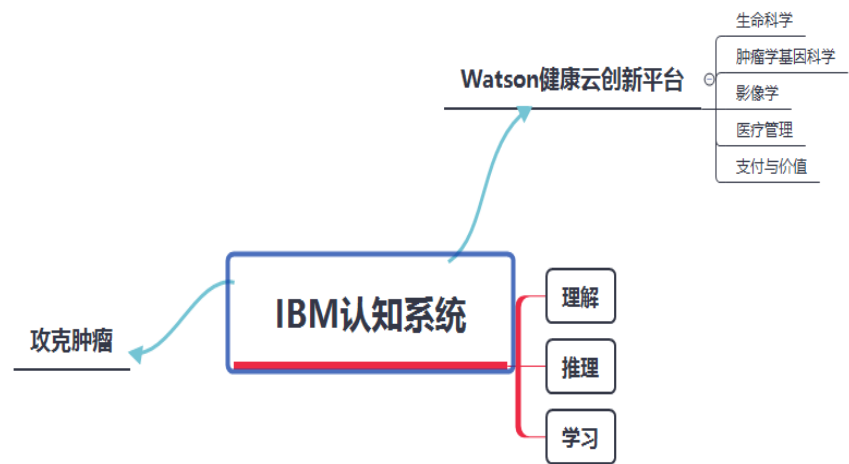 生命科学
肿瘤学基因科学
Watson健康云创新平台
影像学
医疗管理
支付与价值
IBM认知系统
理解
推理
学习
攻克肿瘤